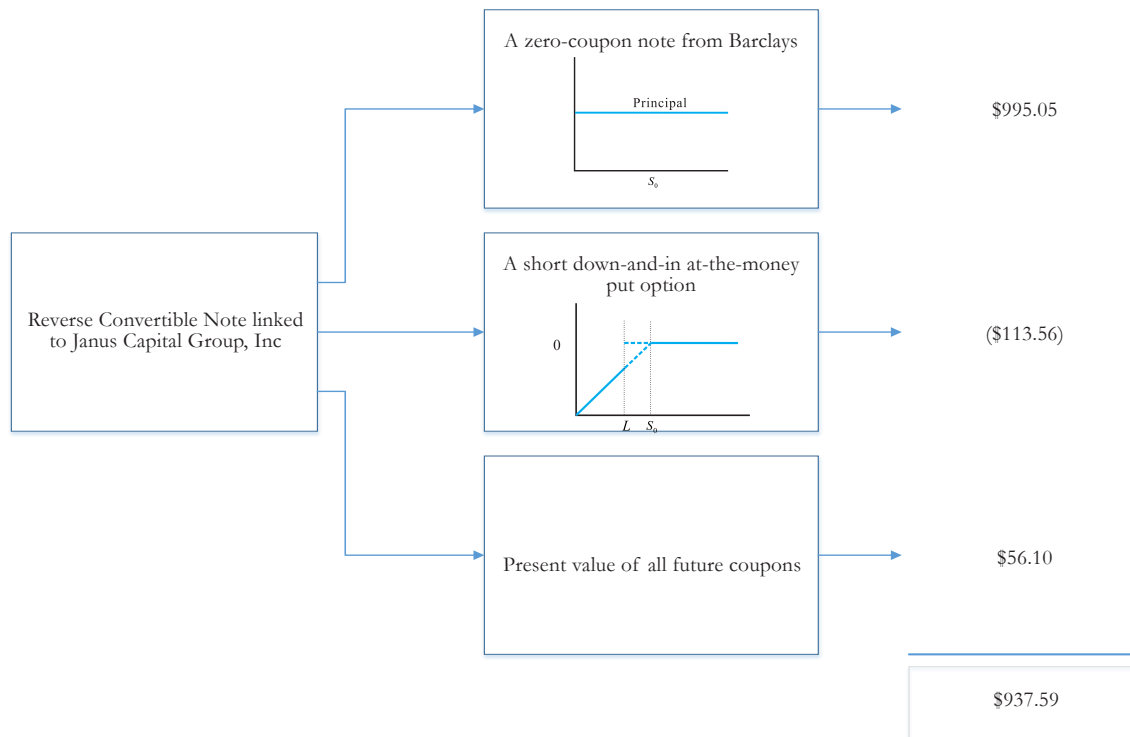 A zero-coupon note from Barclays
Principal
S₀
$995.05
Reverse Convertible Note linked
to Janus Capital Group, Inc
A short down-and-in at-the-money
put option
0
L
S₀
($113.56)
Present value of all future coupons
$56.10
$937.59